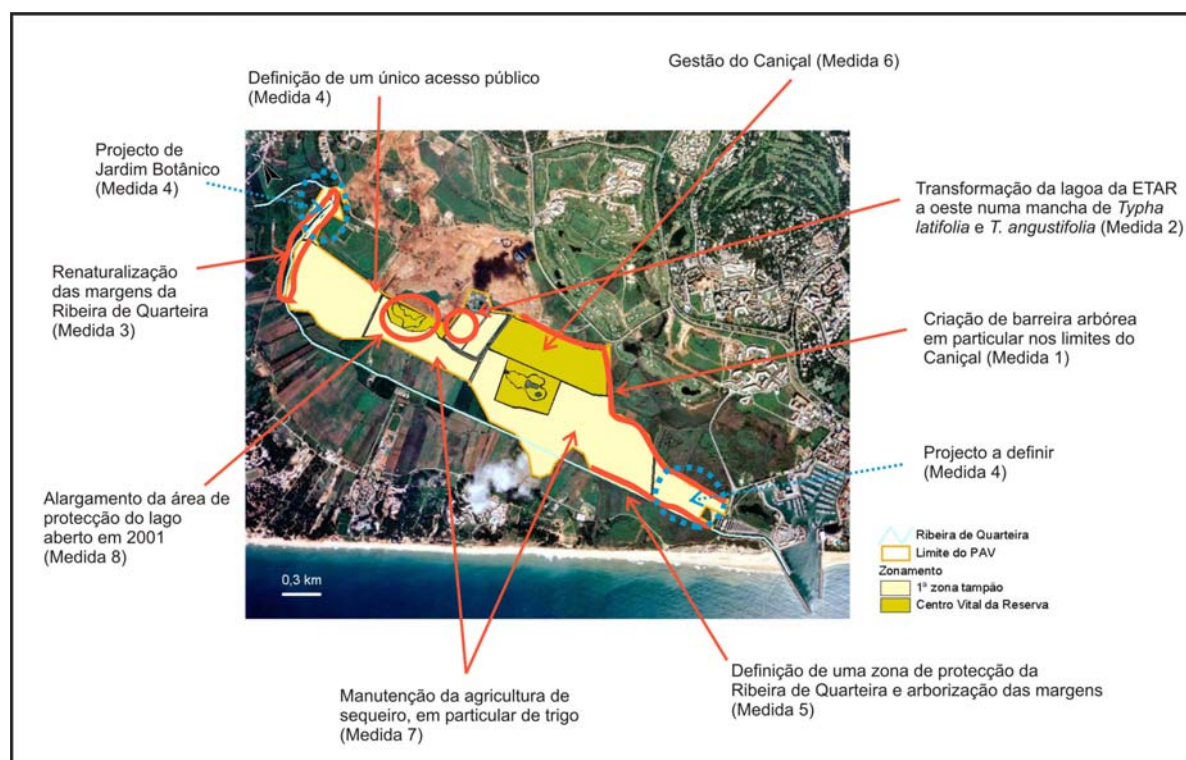 Gestão do Caniçal (Medida 6)
Definição de um único acesso público
(Medida 4)
Projecto de
Jardim Botânico
(Medida 4)
Transformação da lagoa da ETAR
a oeste numa mancha de Typha
latifolia e T. angustifolia (Medida 2)
Renaturalização
das margens da
Ribeira de Quarteira
(Medida 3)
Criação de barreira arbórea
em particular nos limites do
Caniçal (Medida 1)
Projecto a definir
(Medida 4)
Alargamento da área de
protecção do lago
aberto em 2001
(Medida 8)
Ribeira de Quarteira
Limite do PAV
Zonamento
1ª zona tampão
Centro Vital da Reserva
0,3 km
Manutenção da agricultura de
sequeiro, em particular de trigo
(Medida 7)
Definição de uma zona de protecção da
Ribeira de Quarteira e arborização das margens
(Medida 5)